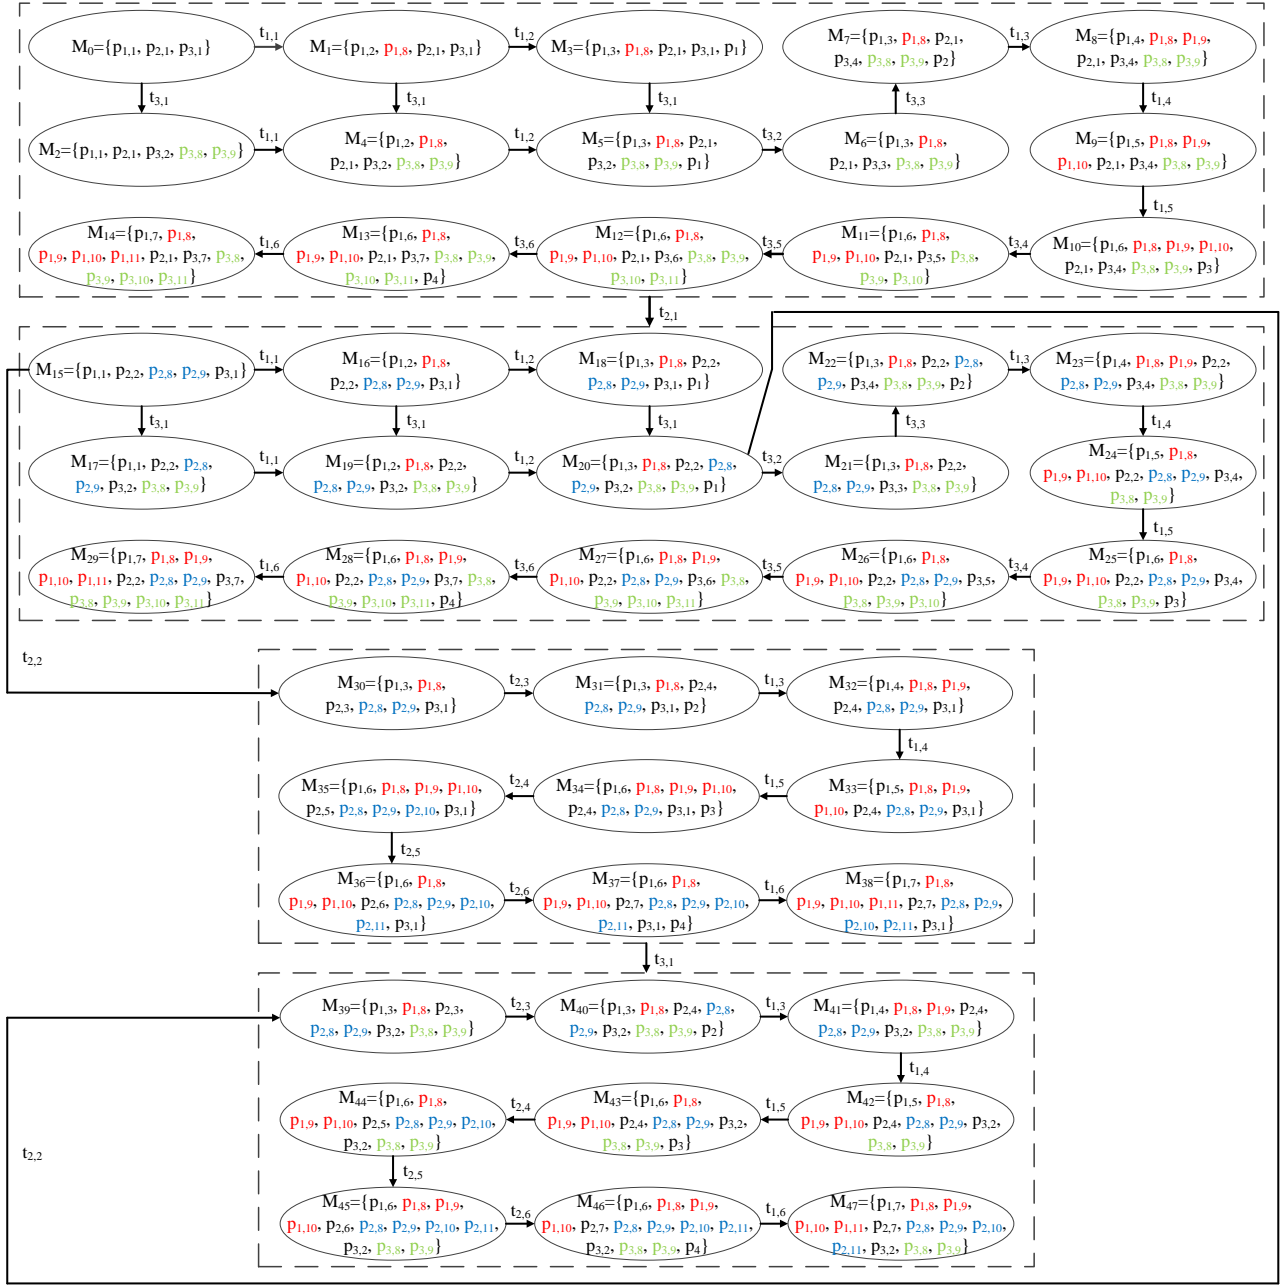 M0={p1,1, p2,1, p3,1}
t1,1
M1={p1,2, p1,8, p2,1, p3,1}
t1,2
M3={p1,3, p1,8, p2,1, p3,1, p1}
M7={p1,3, p1,8, p2,1,
p3,4, p3,8, p3,9, p2}
t1,3
M8={p1,4, p1,8, p1,9,
p2,1, p3,4, p3,8, p3,9}
t3,1
t3,1
t3,1
t3,3
t1,4
M2={p1,1, p2,1, p3,2, p3,8, p3,9}
t1,1
M4={p1,2, p1,8,
p2,1, p3,2, p3,8, p3,9}
t1,2
M5={p1,3, p1,8, p2,1,
p3,2, p3,8, p3,9, p1}
t3,2
M6={p1,3, p1,8,
p2,1, p3,3, p3,8, p3,9}
M9={p1,5, p1,8, p1,9,
p1,10, p2,1, p3,4, p3,8, p3,9}
t1,5
M14={p1,7, p1,8,
p1,9, p1,10, p1,11, p2,1, p3,7, p3,8,
p3,9, p3,10, p3,11}
t1,6
M13={p1,6, p1,8,
p1,9, p1,10, p2,1, p3,7, p3,8, p3,9,
p3,10, p3,11, p4}
t3,6
M12={p1,6, p1,8,
p1,9, p1,10, p2,1, p3,6, p3,8, p3,9,
p3,10, p3,11}
t3,5
M11={p1,6, p1,8,
p1,9, p1,10, p2,1, p3,5, p3,8,
p3,9, p3,10}
t3,4
M10={p1,6, p1,8, p1,9, p1,10,
p2,1, p3,4, p3,8, p3,9, p3}
t2,1
M15={p1,1, p2,2, p2,8, p2,9, p3,1}
t1,1
M16={p1,2, p1,8,
p2,2, p2,8, p2,9, p3,1}
t1,2
M18={p1,3, p1,8, p2,2,
p2,8, p2,9, p3,1, p1}
M22={p1,3, p1,8, p2,2, p2,8,
p2,9, p3,4, p3,8, p3,9, p2}
t1,3
M23={p1,4, p1,8, p1,9, p2,2,
p2,8, p2,9, p3,4, p3,8, p3,9}
t3,1
t3,1
t3,1
t3,3
t1,4
M17={p1,1, p2,2, p2,8,
p2,9, p3,2, p3,8, p3,9}
t1,1
M19={p1,2, p1,8, p2,2,
p2,8, p2,9, p3,2, p3,8, p3,9}
t1,2
M20={p1,3, p1,8, p2,2, p2,8,
p2,9, p3,2, p3,8, p3,9, p1}
t3,2
M21={p1,3, p1,8, p2,2,
p2,8, p2,9, p3,3, p3,8, p3,9}
M24={p1,5, p1,8,
p1,9, p1,10, p2,2, p2,8, p2,9, p3,4,
p3,8, p3,9}
t1,5
M29={p1,7, p1,8, p1,9,
p1,10, p1,11, p2,2, p2,8, p2,9, p3,7,
p3,8, p3,9, p3,10, p3,11}
t1,6
M28={p1,6, p1,8, p1,9,
p1,10, p2,2, p2,8, p2,9, p3,7, p3,8,
p3,9, p3,10, p3,11, p4}
t3,6
M27={p1,6, p1,8, p1,9,
p1,10, p2,2, p2,8, p2,9, p3,6, p3,8,
p3,9, p3,10, p3,11}
t3,5
M26={p1,6, p1,8,
p1,9, p1,10, p2,2, p2,8, p2,9, p3,5,
p3,8, p3,9, p3,10}
t3,4
M25={p1,6, p1,8,
p1,9, p1,10, p2,2, p2,8, p2,9, p3,4,
p3,8, p3,9, p3}
t2,2
M30={p1,3, p1,8,
p2,3, p2,8, p2,9, p3,1}
t2,3
M31={p1,3, p1,8, p2,4,
p2,8, p2,9, p3,1, p2}
t1,3
M32={p1,4, p1,8, p1,9,
p2,4, p2,8, p2,9, p3,1}
t1,4
M35={p1,6, p1,8, p1,9, p1,10,
p2,5, p2,8, p2,9, p2,10, p3,1}
t2,4
M34={p1,6, p1,8, p1,9, p1,10,
p2,4, p2,8, p2,9, p3,1, p3}
t1,5
M33={p1,5, p1,8, p1,9,
p1,10, p2,4, p2,8, p2,9, p3,1}
t2,5
M36={p1,6, p1,8,
p1,9, p1,10, p2,6, p2,8, p2,9, p2,10,
p2,11, p3,1}
t2,6
M37={p1,6, p1,8,
p1,9, p1,10, p2,7, p2,8, p2,9, p2,10,
p2,11, p3,1, p4}
t1,6
M38={p1,7, p1,8,
p1,9, p1,10, p1,11, p2,7, p2,8, p2,9,
p2,10, p2,11, p3,1}
t3,1
M39={p1,3, p1,8, p2,3,
p2,8, p2,9, p3,2, p3,8, p3,9}
t2,3
M40={p1,3, p1,8, p2,4, p2,8,
p2,9, p3,2, p3,8, p3,9, p2}
t1,3
M41={p1,4, p1,8, p1,9, p2,4,
p2,8, p2,9, p3,2, p3,8, p3,9}
t1,4
M44={p1,6, p1,8,
p1,9, p1,10, p2,5, p2,8, p2,9, p2,10,
p3,2, p3,8, p3,9}
t2,4
M43={p1,6, p1,8,
p1,9, p1,10, p2,4, p2,8, p2,9, p3,2,
p3,8, p3,9, p3}
t1,5
M42={p1,5, p1,8,
p1,9, p1,10, p2,4, p2,8, p2,9, p3,2,
p3,8, p3,9}
t2,2
t2,5
M45={p1,6, p1,8, p1,9,
p1,10, p2,6, p2,8, p2,9, p2,10, p2,11,
p3,2, p3,8, p3,9}
t2,6
M46={p1,6, p1,8, p1,9,
p1,10, p2,7, p2,8, p2,9, p2,10, p2,11,
p3,2, p3,8, p3,9, p4}
t1,6
M47={p1,7, p1,8, p1,9,
p1,10, p1,11, p2,7, p2,8, p2,9, p2,10,
p2,11, p3,2, p3,8, p3,9}